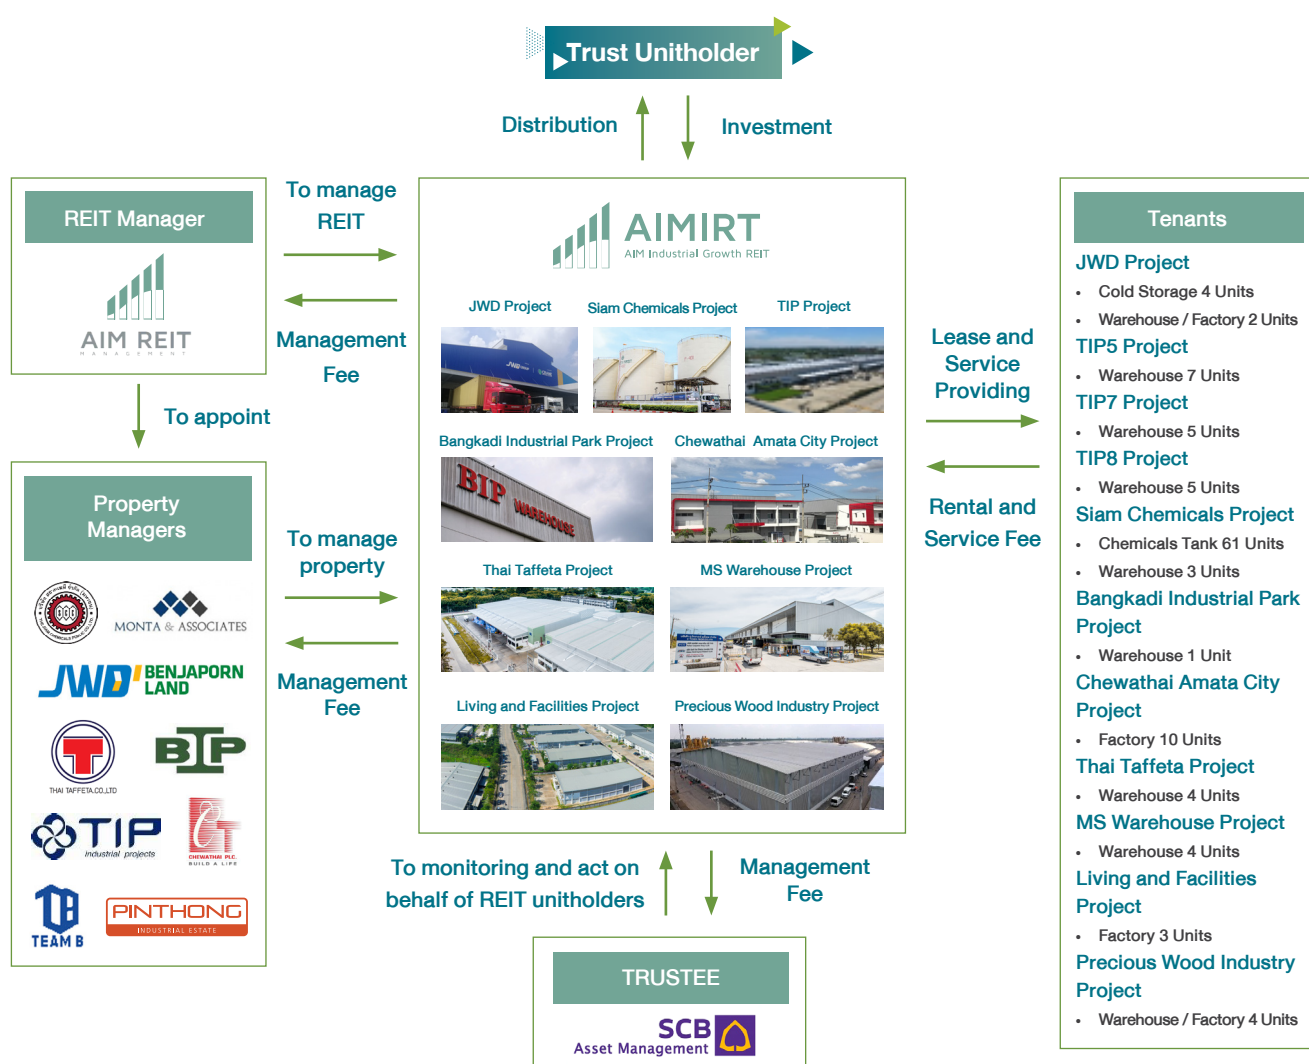 Trust Unitholder
Distribution
Investment
REIT Manager
AIM REIT
MANAGEMENT
To manage
REIT
Management
Fee
To appoint
Property
Managers
MONTA & ASSOCIATES
JWD
BENJAPORN
LAND
THAI TAFFETA.CO.,LTD
BIP
TIP
industrial projects
CHEWATHAI PLC.
BUILD A LIFE
TEAM B
PINTHONG
INDUSTRIAL ESTATE
To manage
property
Management
Fee
AIMIRT
AIM Industrial Growth REIT
JWD Project
Siam Chemicals Project
TIP Project
JWD
Bangkadi Industrial Park Project
Chewathai Amata City Project
BIP WAREHOUSE
Thai Taffeta Project
MS Warehouse Project
Living and Facilities Project
Precious Wood Industry Project
To monitoring and act on
behalf of REIT unitholders
Management
Fee
TRUSTEE
SCB
Asset Management
Lease and
Service
Providing
Rental and
Service Fee
Tenants
JWD Project
• Cold Storage 4 Units
• Warehouse / Factory 2 Units
TIP5 Project
• Warehouse 7 Units
TIP7 Project
• Warehouse 5 Units
TIP8 Project
• Warehouse 5 Units
Siam Chemicals Project
• Chemicals Tank 61 Units
• Warehouse 3 Units
Bangkadi Industrial Park
Project
• Warehouse 1 Unit
Chewathai Amata City
Project
• Factory 10 Units
Thai Taffeta Project
• Warehouse 4 Units
MS Warehouse Project
• Warehouse 4 Units
Living and Facilities
Project
• Factory 3 Units
Precious Wood Industry
Project
• Warehouse / Factory 4 Units